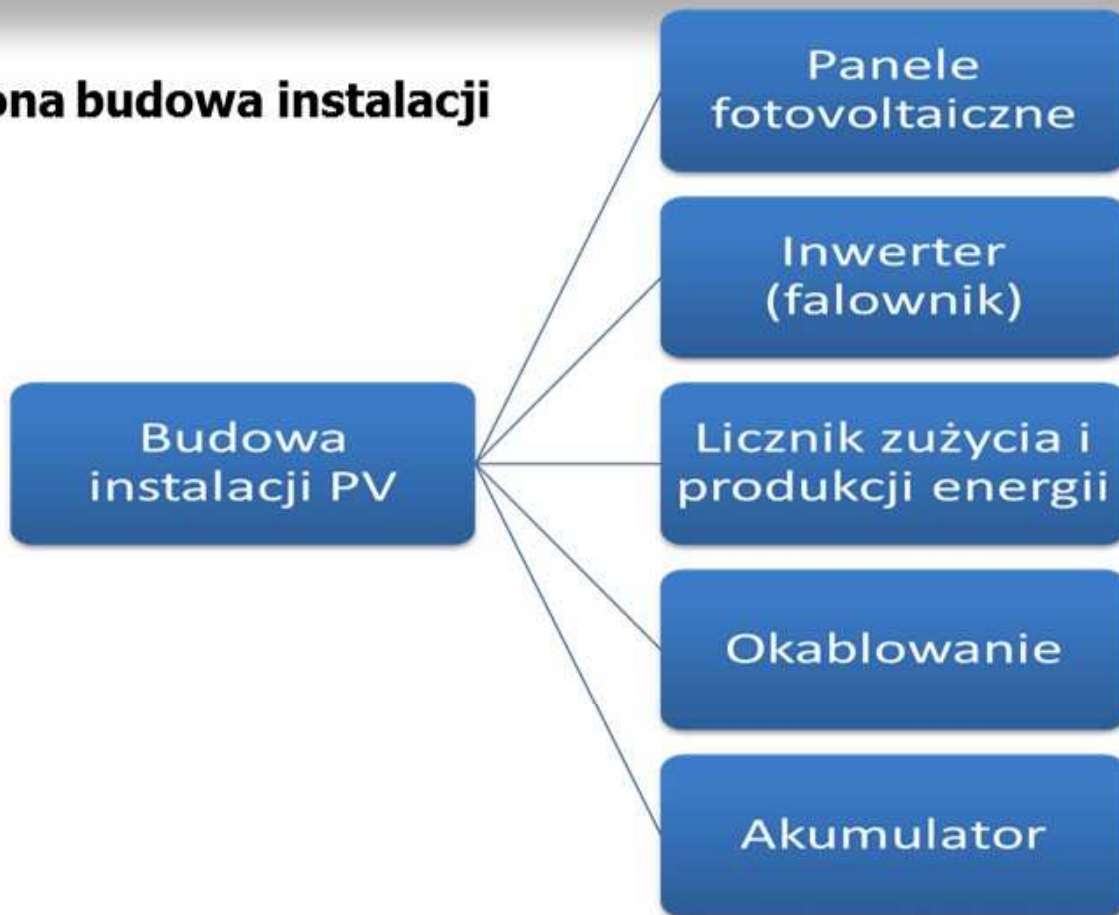 ona budowa instalacji
Panele
fotovoltaiczne
Inwerter
(falownik)
Budowa
instalacji PV
Licznik zużycia i
produkcji energii
Okablowanie
Akumulator